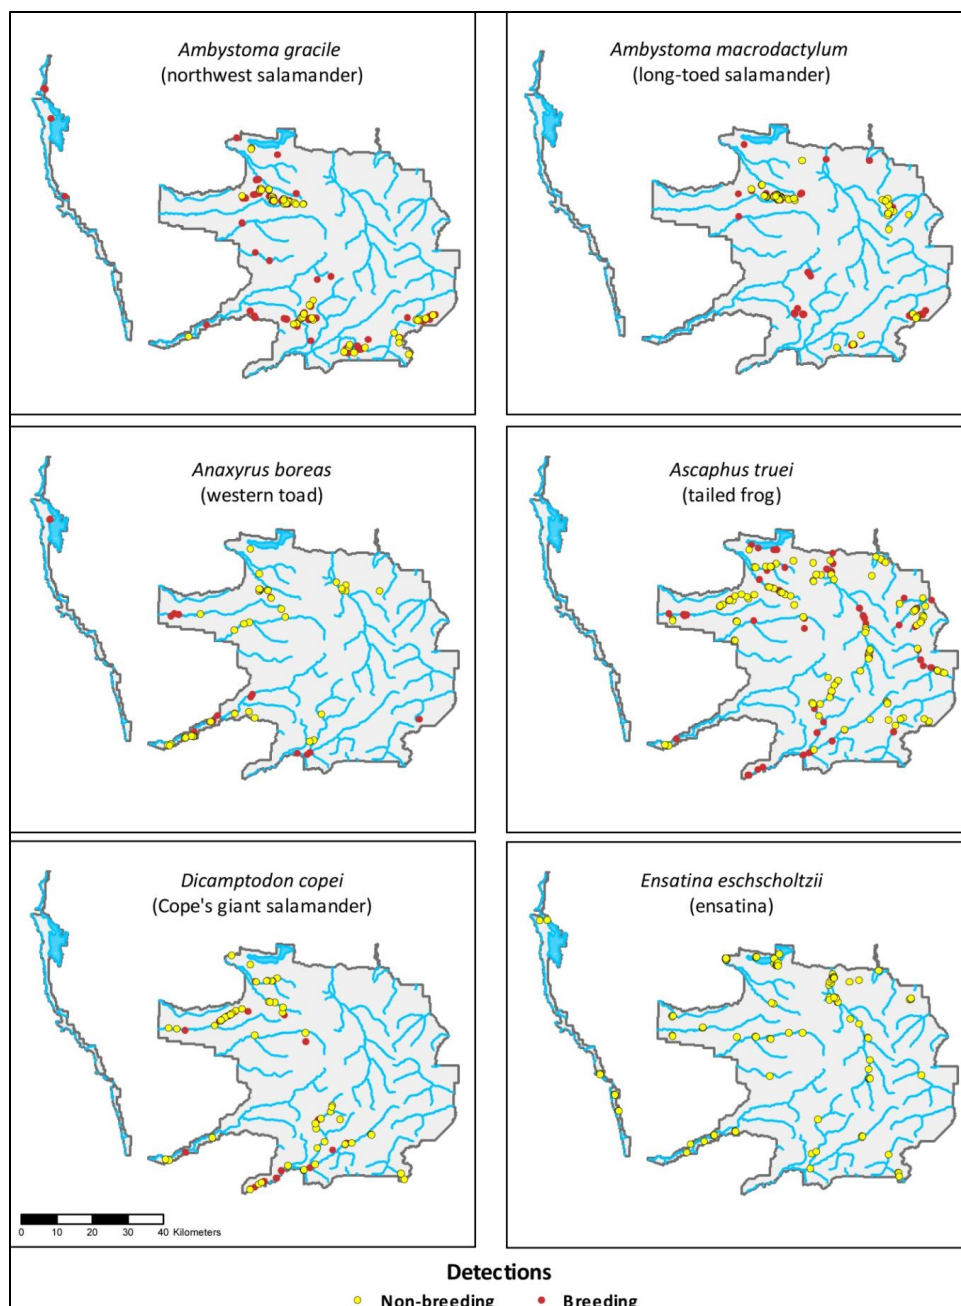 Ambystoma gracile
(northwest salamander)
Ambystoma macrodactylum
(long-toed salamander)
Anaxyrus boreas
(western toad)
Ascaphus truei
(tailed frog)
Dicamptodon copei
(Cope's giant salamander)
Ensatina eschscholtzii
(ensatina)
0 10 20 30 40 Kilometers
Detections
Non-breeding Breeding